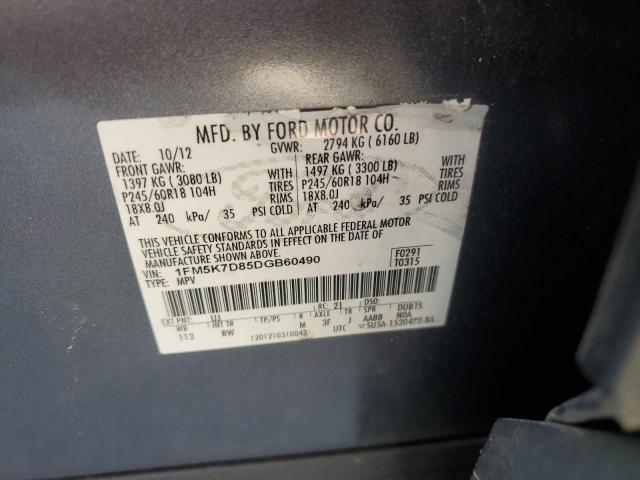 MFD. BY FORD MOTOR CO.
DATE: 10/12 GVWR: 2794 KG ( 6160 LB)
FRONT GAWR: REAR GAWR:
1397 KG ( 3080 LB) WITH 1497 KG ( 3300 LB) WITH
P245/60R18 104H TIRES P245/60R18 104H TIRES
18X8.0J RIMS 18X8.0J RIMS
AT 240 kPa/ 35 PSI COLD AT 240 kPa/ 35 PSI COLD
THIS VEHICLE CONFORMS TO ALL APPLICABLE FEDERAL MOTOR
VEHICLE SAFETY STANDARDS IN EFFECT ON THE DATE OF
MANUFACTURE SHOWN ABOVE.
VIN: 1FM5K7D85DGB60490 F0291
TYPE: MPV T0315
EXT PNT: UJ RC: 21 DSO:
WB INT TR TP/PS R AXLE TR SPR DUBTS
113 BW M 3F J AABB N0A
1201210310043 UTC